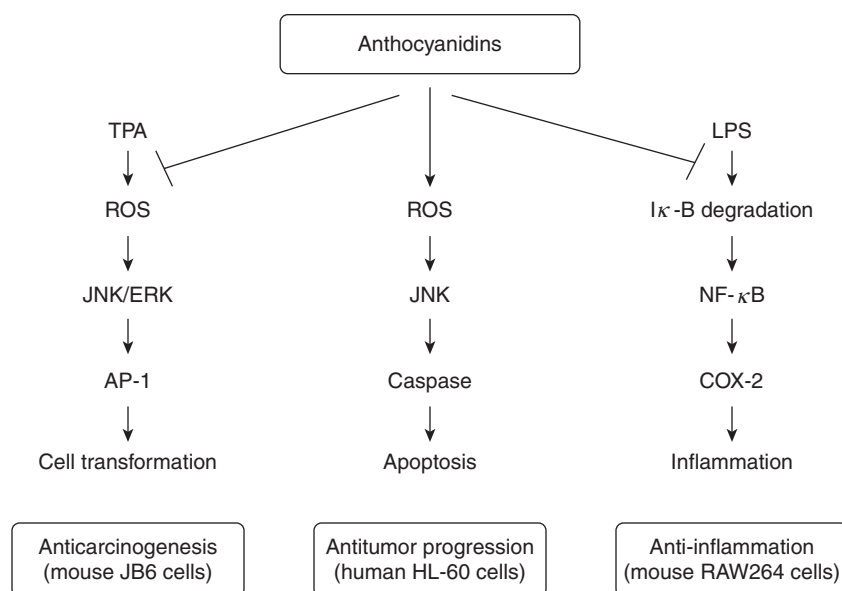 Anthocyanidins
TPA
LPS
ROS
ROS
Iκ-B degradation
JNK/ERK
JNK
NF-κB
AP-1
Caspase
COX-2
Cell transformation
Apoptosis
Inflammation
Anticarcinogenesis
(mouse JB6 cells)
Antitumor progression
(human HL-60 cells)
Anti-inflammation
(mouse RAW264 cells)